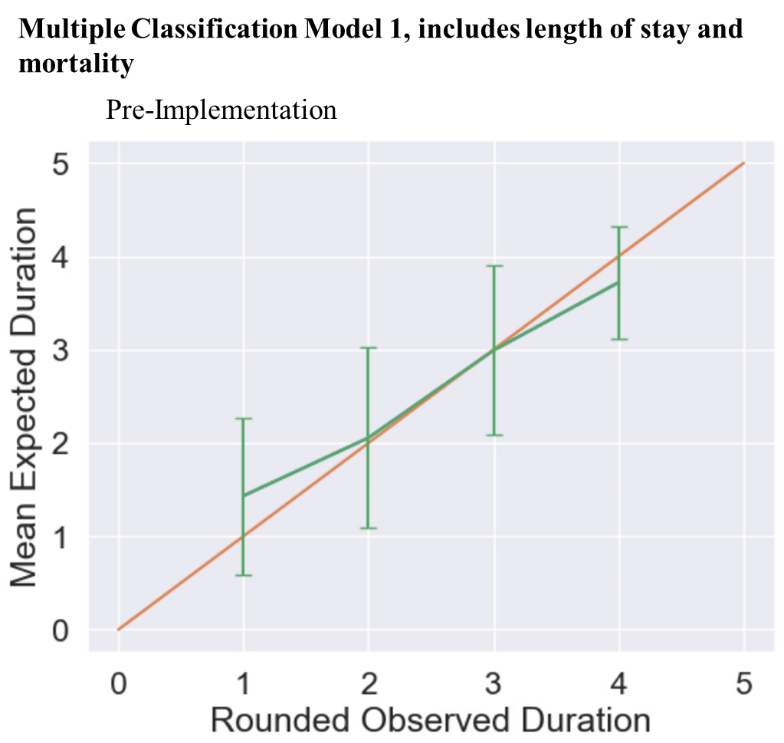 Multiple Classification Model 1, includes length of stay and
mortality
Pre-Implementation
5
4
3
2
1
0
Mean Expected Duration
0 1 2 3 4 5
Rounded Observed Duration